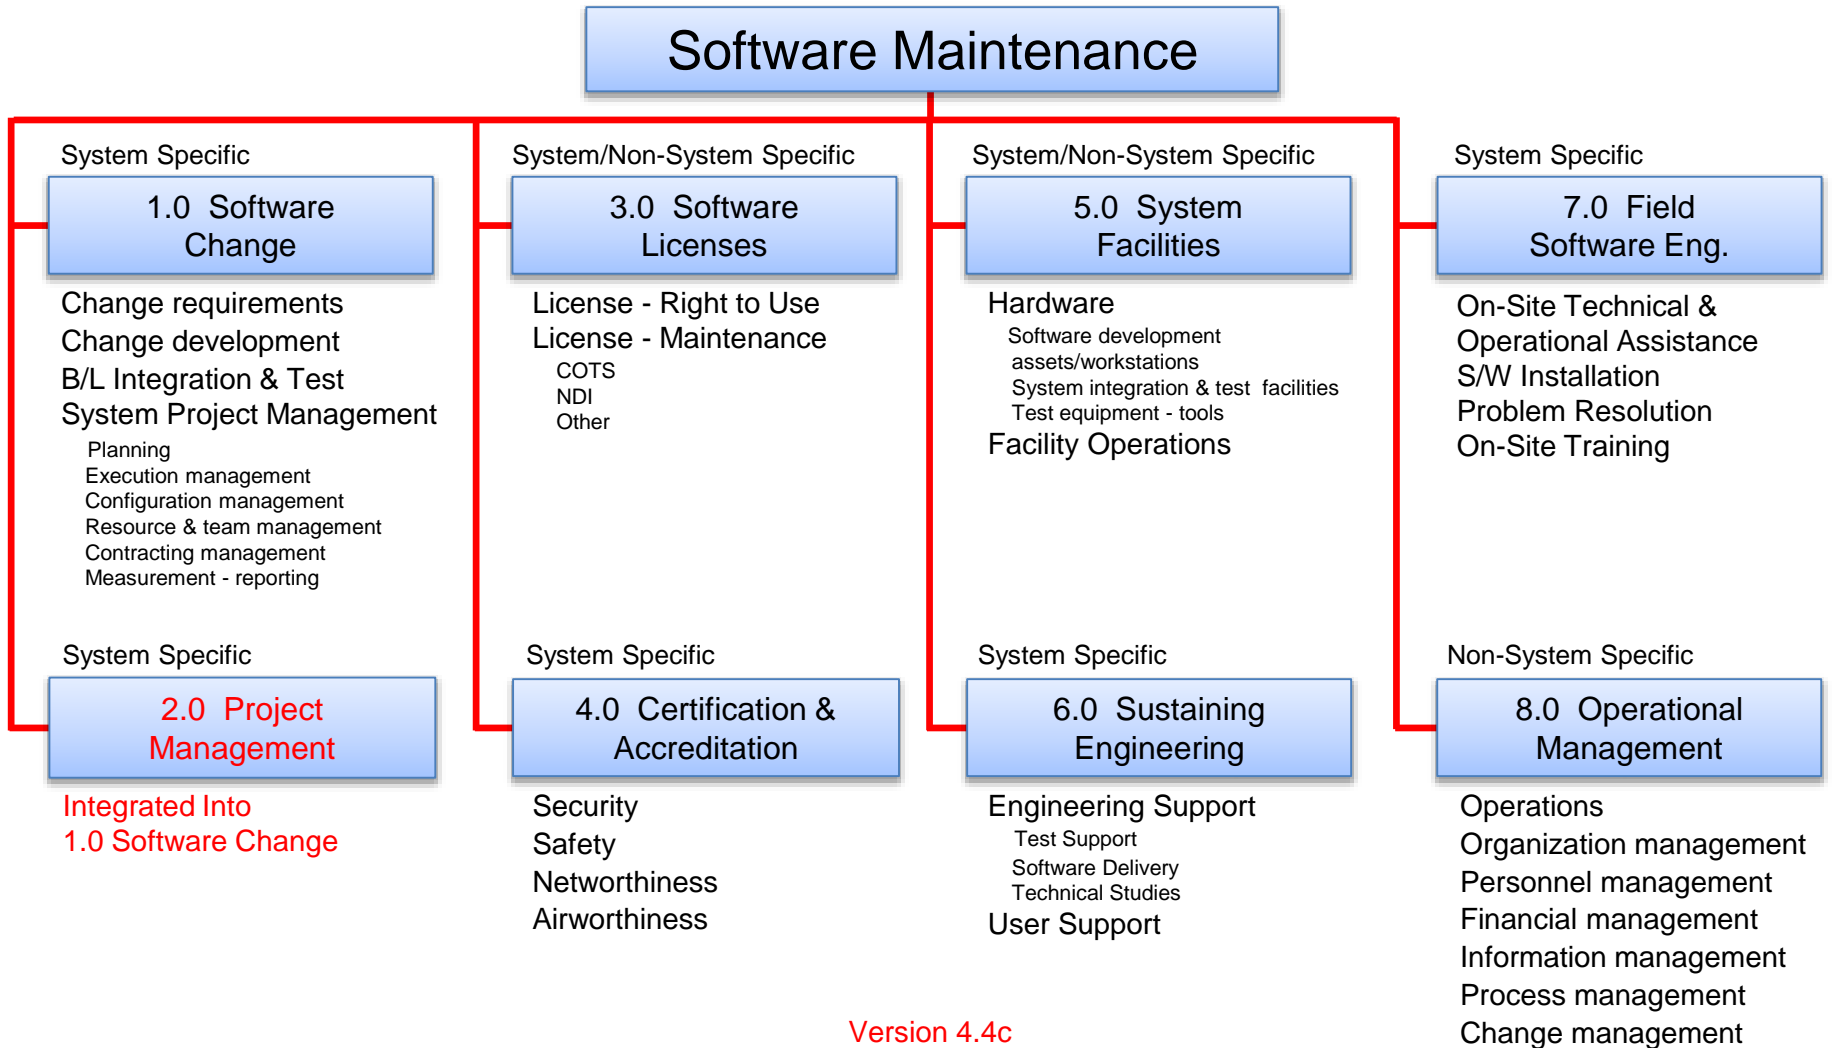 Software Maintenance
System Specific
1.0 Software
Change
Change requirements
Change development
B/L Integration & Test
System Project Management
Planning
Execution management
Configuration management
Resource & team management
Contracting management
Measurement - reporting
System Specific
2.0 Project
Management
Integrated Into
1.0 Software Change
System/Non-System Specific
3.0 Software
Licenses
License - Right to Use
License - Maintenance
COTS
NDI
Other
System Specific
4.0 Certification &
Accreditation
Security
Safety
Networthiness
Airworthiness
System/Non-System Specific
5.0 System
Facilities
Hardware
Software development
assets/workstations
System integration & test facilities
Test equipment - tools
Facility Operations
System Specific
6.0 Sustaining
Engineering
Engineering Support
Test Support
Software Delivery
Technical Studies
User Support
System Specific
7.0 Field
Software Eng.
On-Site Technical &
Operational Assistance
S/W Installation
Problem Resolution
On-Site Training
Non-System Specific
8.0 Operational
Management
Operations
Organization management
Personnel management
Financial management
Information management
Process management
Change management
Version 4.4c